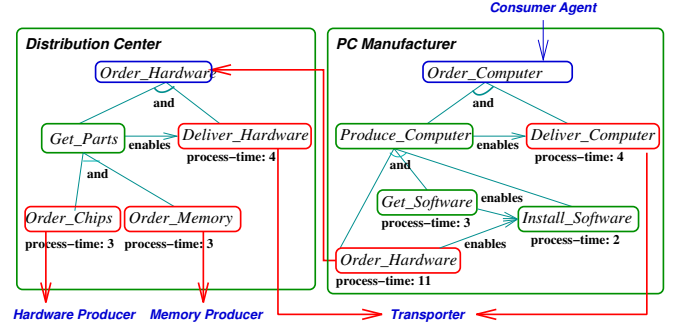 Consumer Agent
Distribution Center
PC Manufacturer
Order_Hardware
Order_Computer
and
and
Get_Parts
enables
Deliver_Hardware
process-time: 4
Produce_Computer
enables
Deliver_Computer
process-time: 4
and
and
Get_Software
process-time: 3
enables
Order_Chips
process-time: 3
Order_Memory
process-time: 3
Install_Software
process-time: 2
enables
Order_Hardware
process-time: 11
Hardware Producer
Memory Producer
Transporter